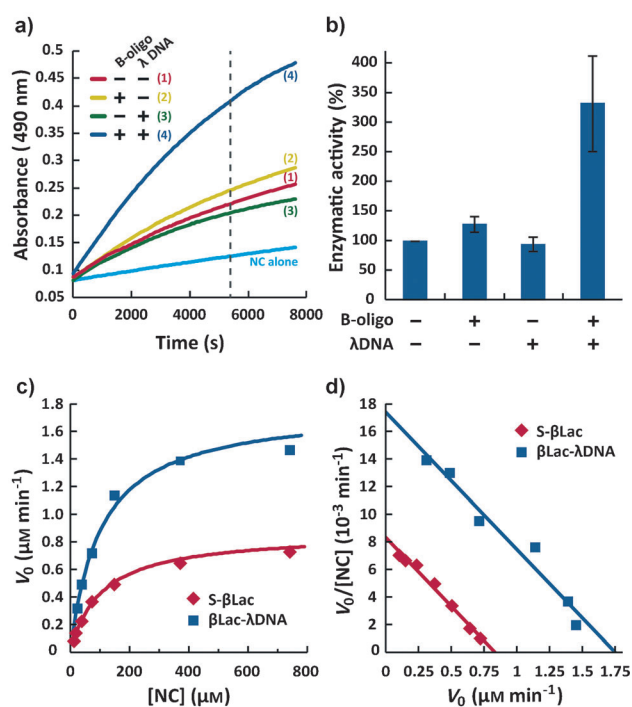 a)
B-oligo
λ DNA
− − (1)
+ − (2)
− + (3)
+ + (4)
(4)
(2)
(1)
(3)
NC alone
Absorbance (490 nm)
0.5
0.45
0.4
0.35
0.3
0.25
0.2
0.15
0.1
0.05
0 2000 4000 6000 8000
Time (s)
b)
Enzymatic activity (%)
400
350
300
250
200
150
100
50
0
B-oligo − + − +
λDNA − − + +
c)
V0 (μM min−1)
1.8
1.6
1.4
1.2
1.0
0.8
0.6
0.4
0.2
0
0 200 400 600 800
[NC] (μM)
S-βLac
βLac-λDNA
d)
V0/[NC] (10−3 min−1)
20
18
16
14
12
10
8
6
4
2
0
0 0.25 0.5 0.75 1 1.25 1.5 1.75
V0 (μM min−1)
S-βLac
βLac-λDNA